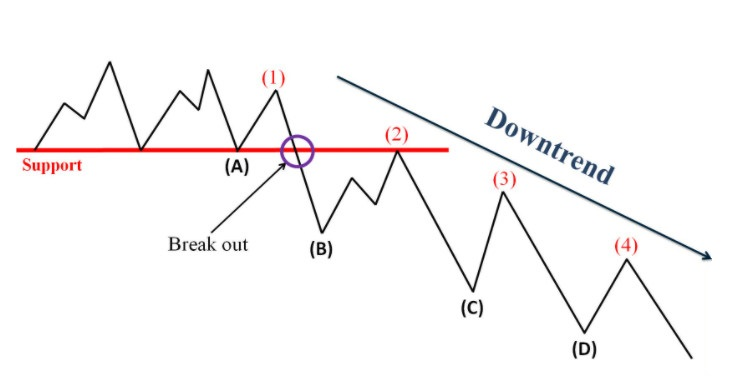 (1)
Downtrend
(2)
Support
(A)
(3)
Break out
(B)
(4)
(C)
(D)